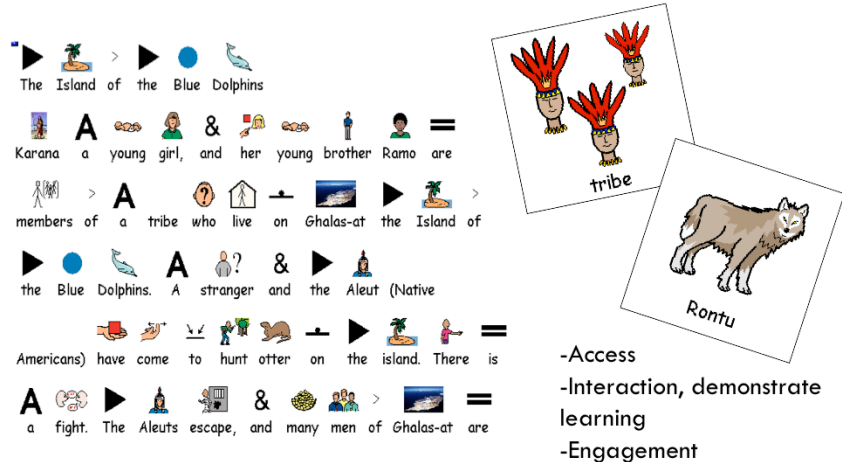 The Island of the Blue Dolphins
Karana a young girl, and her young brother Ramo are
members of a tribe who live on Ghalas-at the Island of
the Blue Dolphins. A stranger and the Aleut (Native
Americans) have come to hunt otter on the island. There is
a fight. The Aleuts escape, and many men of Ghalas-at are
tribe
Rontu
-Access
-Interaction, demonstrate
learning
-Engagement